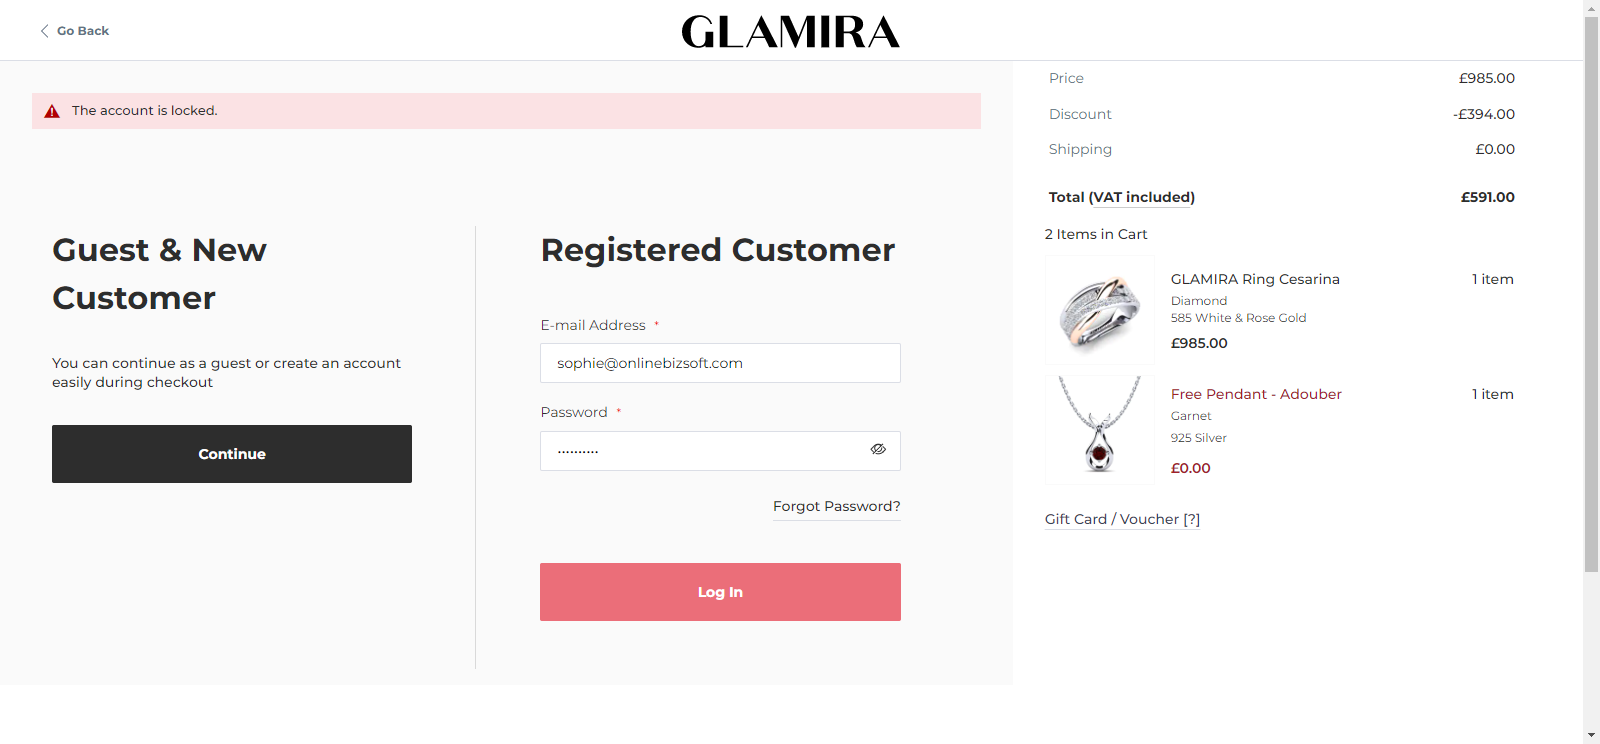 Go Back
GLAMIRA
The account is locked.
Guest & New
Customer
You can continue as a guest or create an account
easily during checkout
Continue
Registered Customer
E-mail Address *
sophie@onlinebizsoft.com
Password *
··········
Forgot Password?
Log In
Price £985.00
Discount -£394.00
Shipping £0.00
Total (VAT included) £591.00
2 Items in Cart
GLAMIRA Ring Cesarina 1 item
Diamond
585 White & Rose Gold
£985.00
Free Pendant - Adouber 1 item
Garnet
925 Silver
£0.00
Gift Card / Voucher [?]